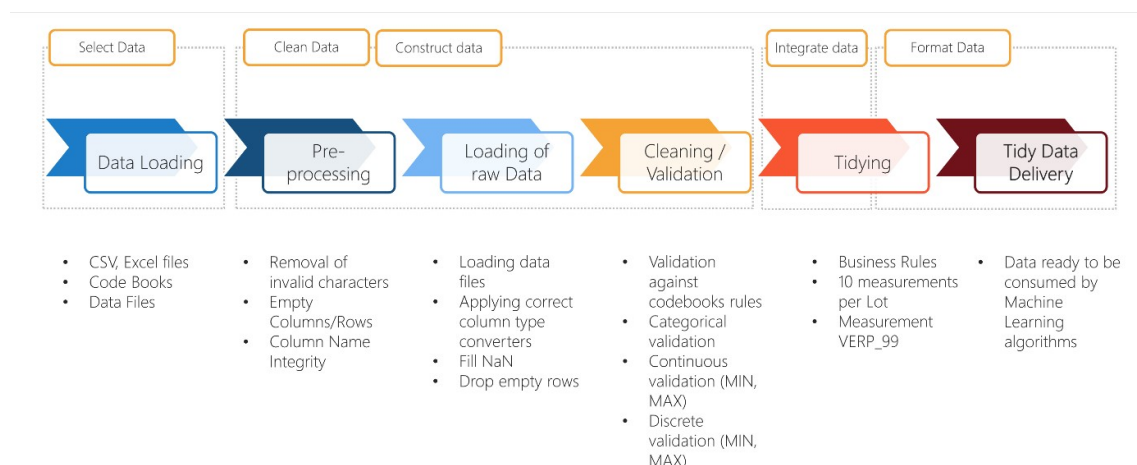 Select Data
Clean Data
Construct data
Integrate data
Format Data
Data Loading
Pre-
processing
Loading of
raw Data
Cleaning /
Validation
Tidying
Tidy Data
Delivery
• CSV, Excel files
• Code Books
• Data Files
• Removal of
invalid characters
• Empty
Columns/Rows
• Column Name
Integrity
• Loading data
files
• Applying correct
column type
converters
• Fill NaN
• Drop empty rows
• Validation
against
codebooks rules
• Categorical
validation
• Continuous
validation (MIN,
MAX)
• Discrete
validation (MIN,
MAX)
• Business Rules
• 10 measurements
per Lot
• Measurement
VERP_99
• Data ready to be
consumed by
Machine
Learning
algorithms